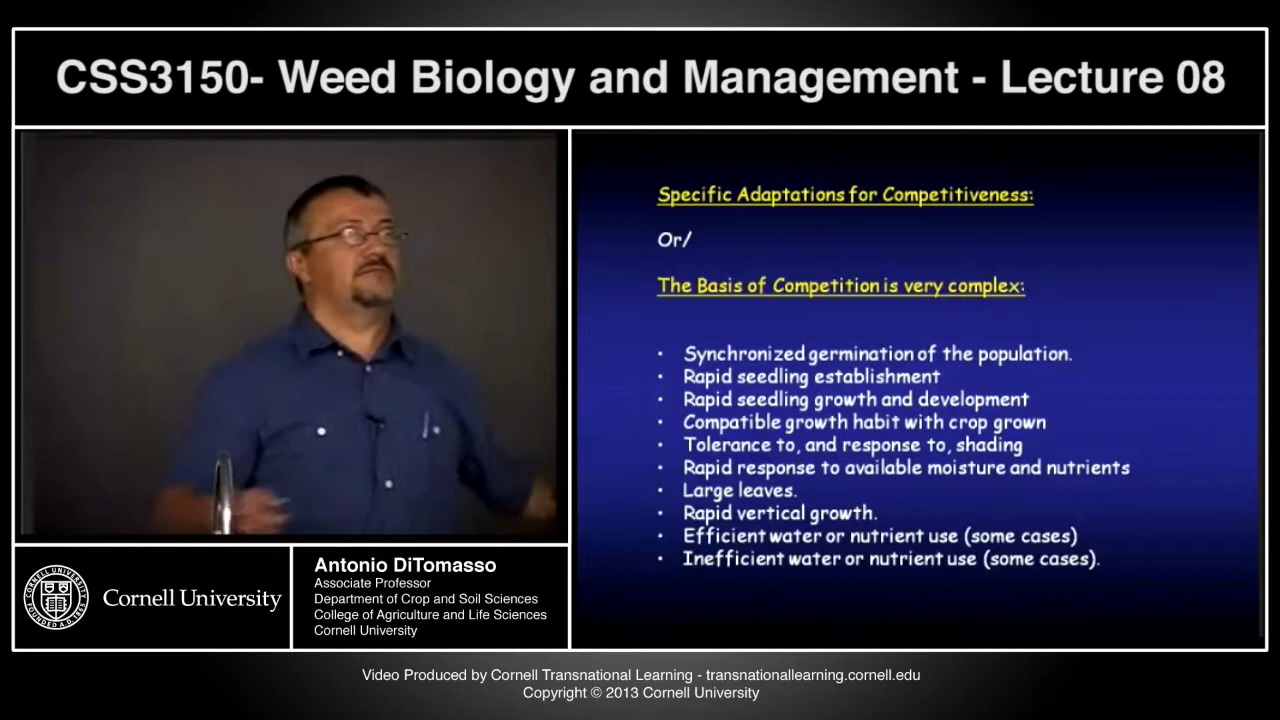 CSS3150- Weed Biology and Management - Lecture 08
Specific Adaptations for Competitiveness:
Or/
The Basis of Competition is very complex:
· Synchronized germination of the population.
· Rapid seedling establishment
· Rapid seedling growth and development
· Compatible growth habit with crop grown
· Tolerance to, and response to, shading
· Rapid response to available moisture and nutrients
· Large leaves.
· Rapid vertical growth.
· Efficient water or nutrient use (some cases)
· Inefficient water or nutrient use (some cases).
Cornell University
Antonio DiTomasso
Associate Professor
Department of Crop and Soil Sciences
College of Agriculture and Life Sciences
Cornell University
Video Produced by Cornell Transnational Learning - transnationallearning.cornell.edu
Copyright © 2013 Cornell University